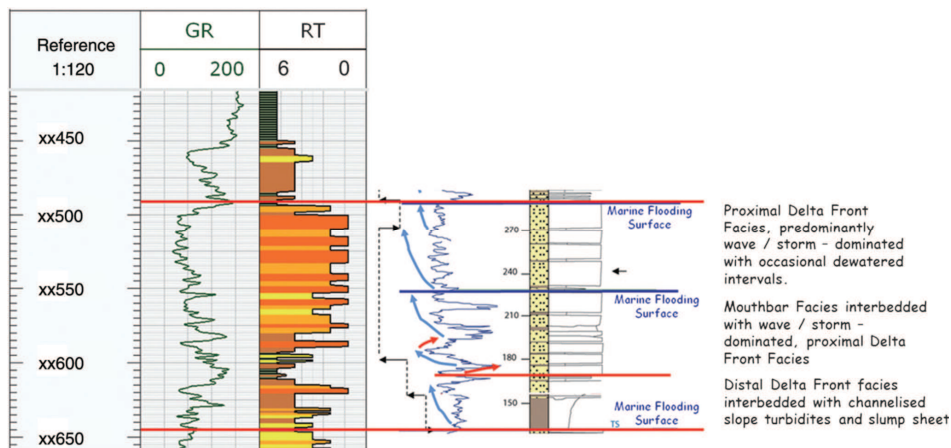 Reference
1:120
GR
RT
0 200
6 0
xx450
xx500
xx550
xx600
xx650
270
240
210
180
150
TS
Marine Flooding
Surface
Marine Flooding
Surface
Marine Flooding
Surface
Proximal Delta Front
Facies, predominantly
wave / storm - dominated
with occasional dewatered
intervals.
Mouthbar Facies interbedded
with wave / storm -
dominated, proximal Delta
Front Facies
Distal Delta Front facies
interbedded with channelised
slope turbidites and slump sheet